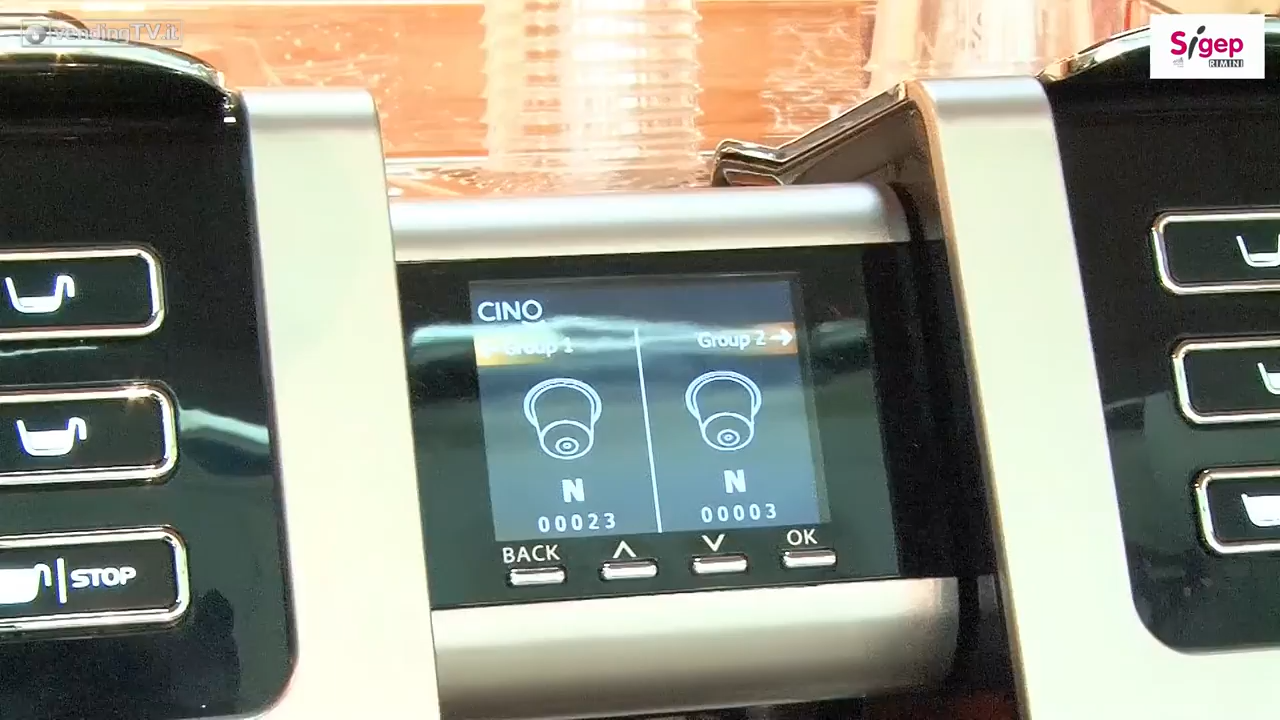 vendingTV.it
Sigep
RIMINI
CINO
Group 1
Group 2 →
N
00023
N
00003
BACK
OK
STOP